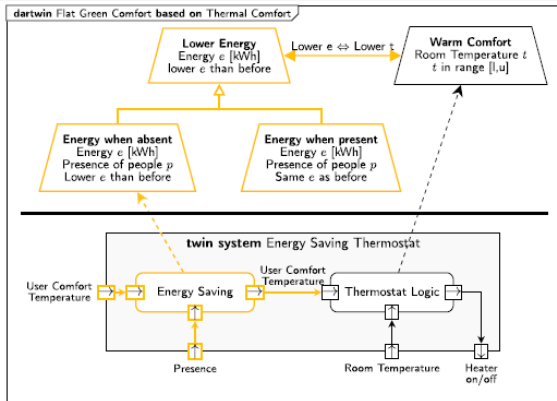 dartwin Flat Green Comfort based on Thermal Comfort
Lower Energy
Energy e [kWh]
lower e than before
Lower e ⇔ Lower t
Warm Comfort
Room Temperature t
t in range [l,u]
Energy when absent
Energy e [kWh]
Presence of people p
Lower e than before
Energy when present
Energy e [kWh]
Presence of people p
Same e as before
twin system Energy Saving Thermostat
User Comfort
Temperature
Energy Saving
User Comfort
Temperature
Thermostat Logic
Presence
Room Temperature
Heater
on/off